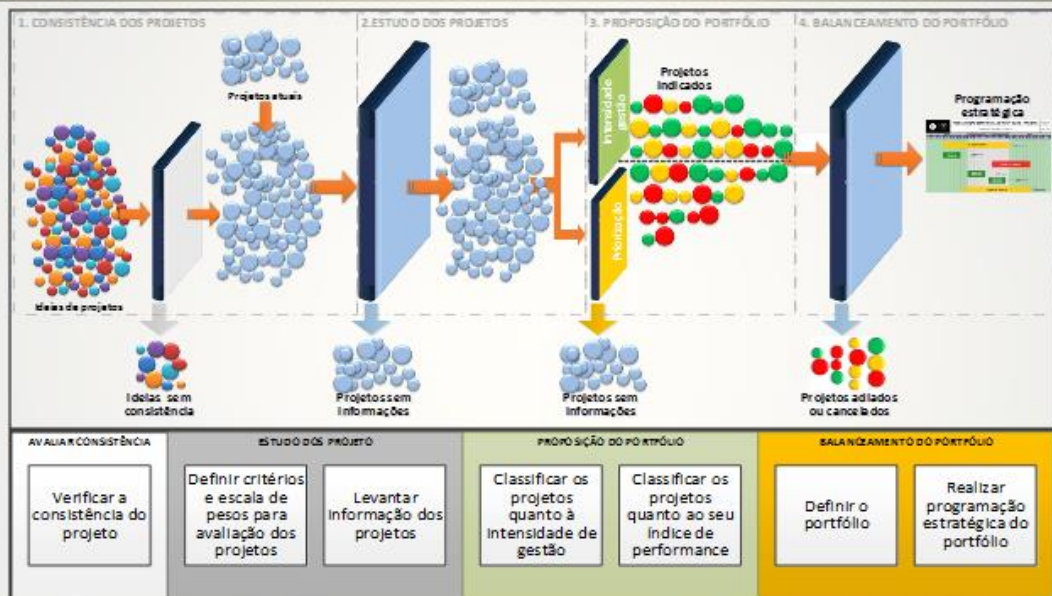 1. CONSISTÊNCIA DOS PROJETOS
2.ESTUDO DOS PROJETOS
3. PROPOSIÇÃO DO PORTFÓLIO
4. BALANCEAMENTO DO PORTFÓLIO
Projetos atuais
Intensidade
gestão
Projetos
Indicados
Programação
estratégica
Priorização
Ideias de projetos
Ideias sem
consistência
Projetos sem
Informações
Projetos sem
Informações
Projetos adiados
ou cancelados
AVALIAR CONSISTÊNCIA
ESTUDO DOS PROJETO
PROPOSIÇÃO DO PORTFÓLIO
BALANCEAMENTO DO PORTFÓLIO
Verificar a
consistência do
projeto
Definir critérios
e escala de
pesos para
avaliação dos
projetos
Levantar
informação dos
projetos
Classificar os
projetos
quanto à
intensidade de
gestão
Classificar os
projetos
quanto ao seu
índice de
performance
Definir o
portfólio
Realizar
programação
estratégica do
portfólio